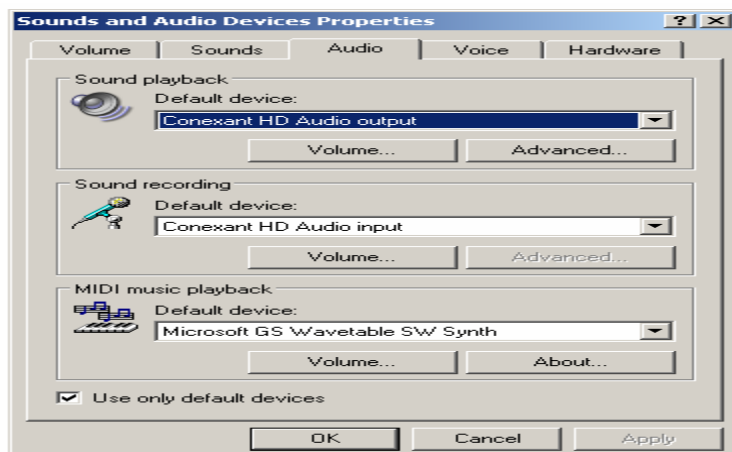 Sounds and Audio Devices Properties
Volume Sounds Audio Voice Hardware
Sound playback
Default device:
Conexant HD Audio output
Volume... Advanced...
Sound recording
Default device:
Conexant HD Audio input
Volume... Advanced...
MIDI music playback
Default device:
Microsoft GS Wavetable SW Synth
Volume... About...
Use only default devices
OK Cancel Apply